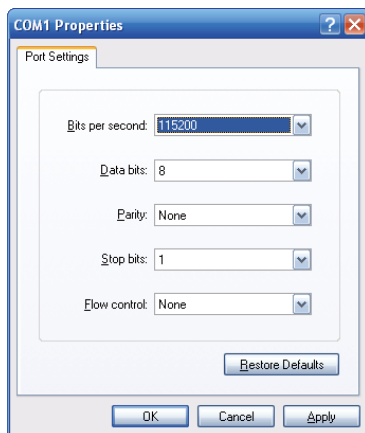 COM1 Properties
Port Settings
Bits per second: 115200
Data bits: 8
Parity: None
Stop bits: 1
Flow control: None
Restore Defaults
OK Cancel Apply